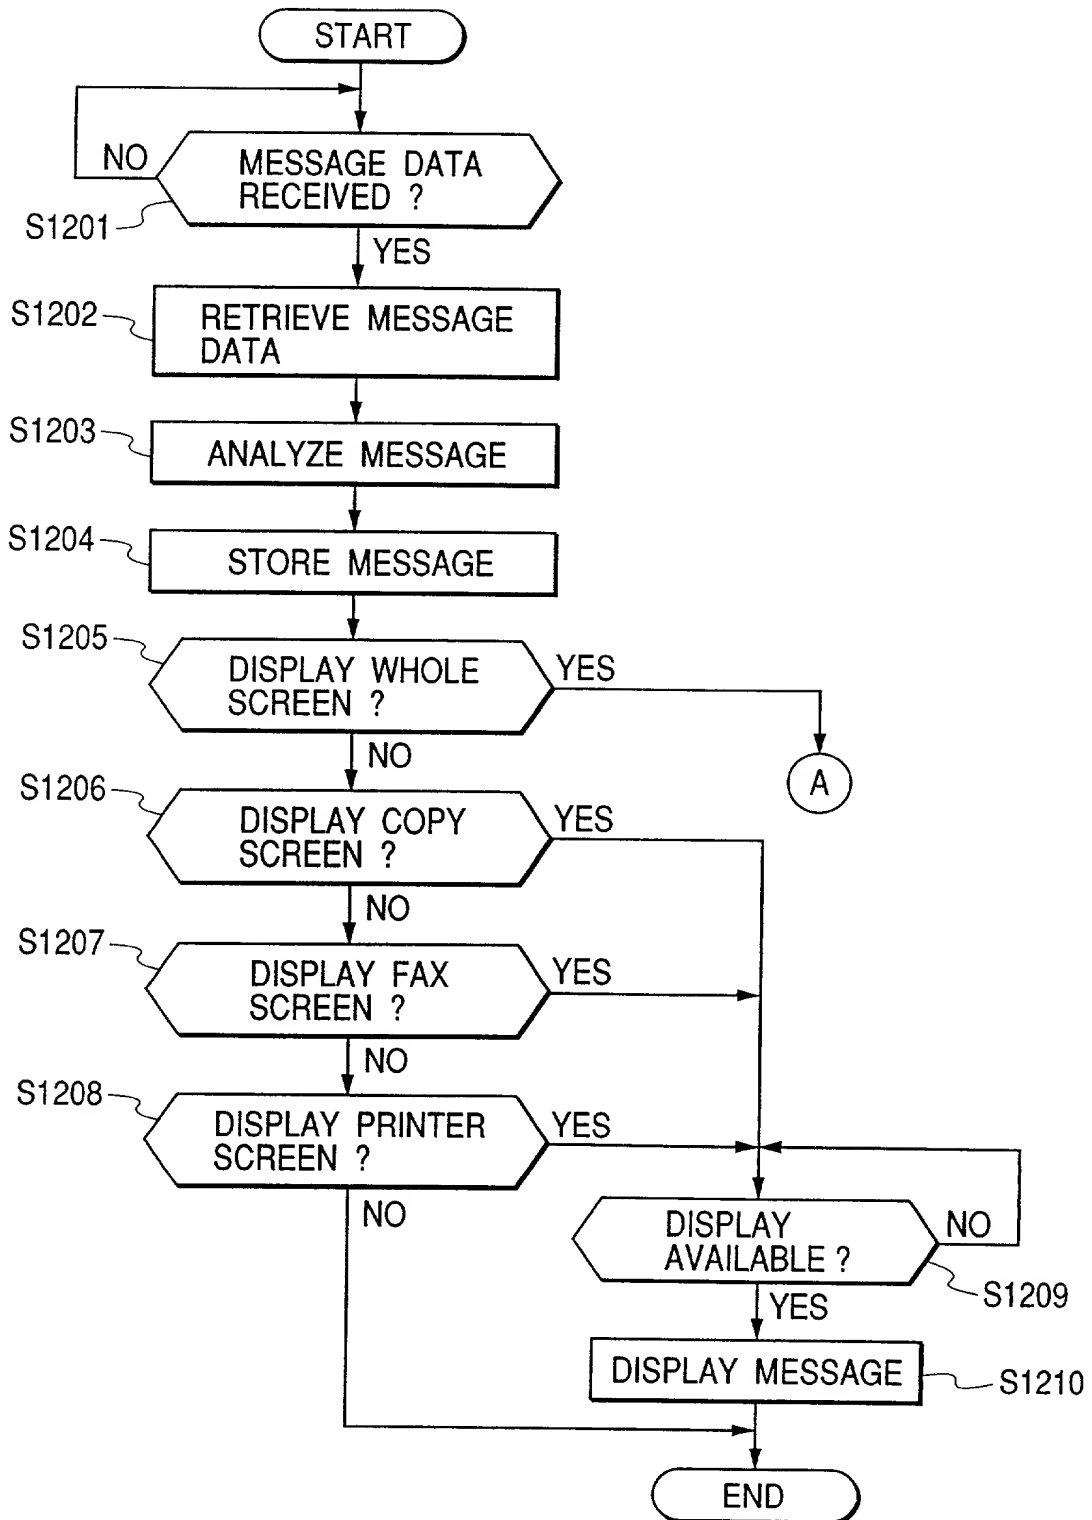 START
NO
MESSAGE DATA
RECEIVED ?
S1201
YES
S1202
RETRIEVE MESSAGE
DATA
S1203
ANALYZE MESSAGE
S1204
STORE MESSAGE
S1205
DISPLAY WHOLE
SCREEN ?
YES
NO
A
S1206
DISPLAY COPY
SCREEN ?
YES
NO
S1207
DISPLAY FAX
SCREEN ?
YES
NO
S1208
DISPLAY PRINTER
SCREEN ?
YES
NO
DISPLAY
AVAILABLE ?
NO
S1209
YES
DISPLAY MESSAGE
S1210
END